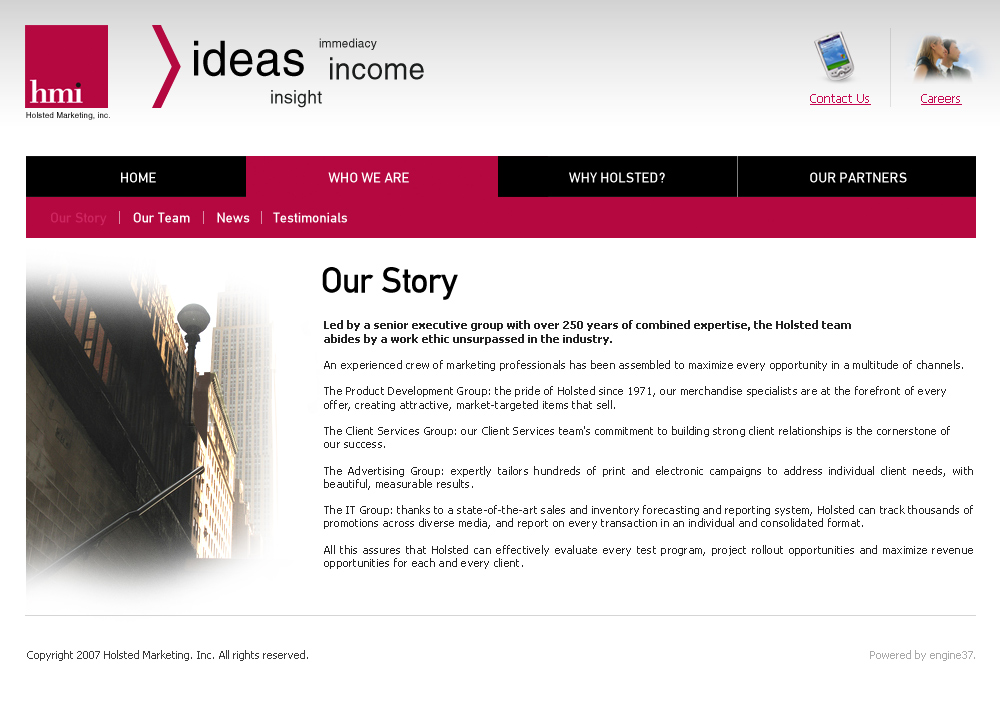 hmi
Holsted Marketing, inc.
ideas
immediacy
income
insight
Contact Us
Careers
HOME
WHO WE ARE
WHY HOLSTED?
OUR PARTNERS
Our Story
Our Team
News
Testimonials
Our Story
Led by a senior executive group with over 250 years of combined expertise, the Holsted team
abides by a work ethic unsurpassed in the industry.
An experienced crew of marketing professionals has been assembled to maximize every opportunity in a multitude of channels.
The Product Development Group: the pride of Holsted since 1971, our merchandise specialists are at the forefront of every
offer, creating attractive, market-targeted items that sell.
The Client Services Group: our Client Services team's commitment to building strong client relationships is the cornerstone of
our success.
The Advertising Group: expertly tailors hundreds of print and electronic campaigns to address individual client needs, with
beautiful, measurable results.
The IT Group: thanks to a state-of-the-art sales and inventory forecasting and reporting system, Holsted can track thousands of
promotions across diverse media, and report on every transaction in an individual and consolidated format.
All this assures that Holsted can effectively evaluate every test program, project rollout opportunities and maximize revenue
opportunities for each and every client.
Copyright 2007 Holsted Marketing. Inc. All rights reserved.
Powered by engine37.